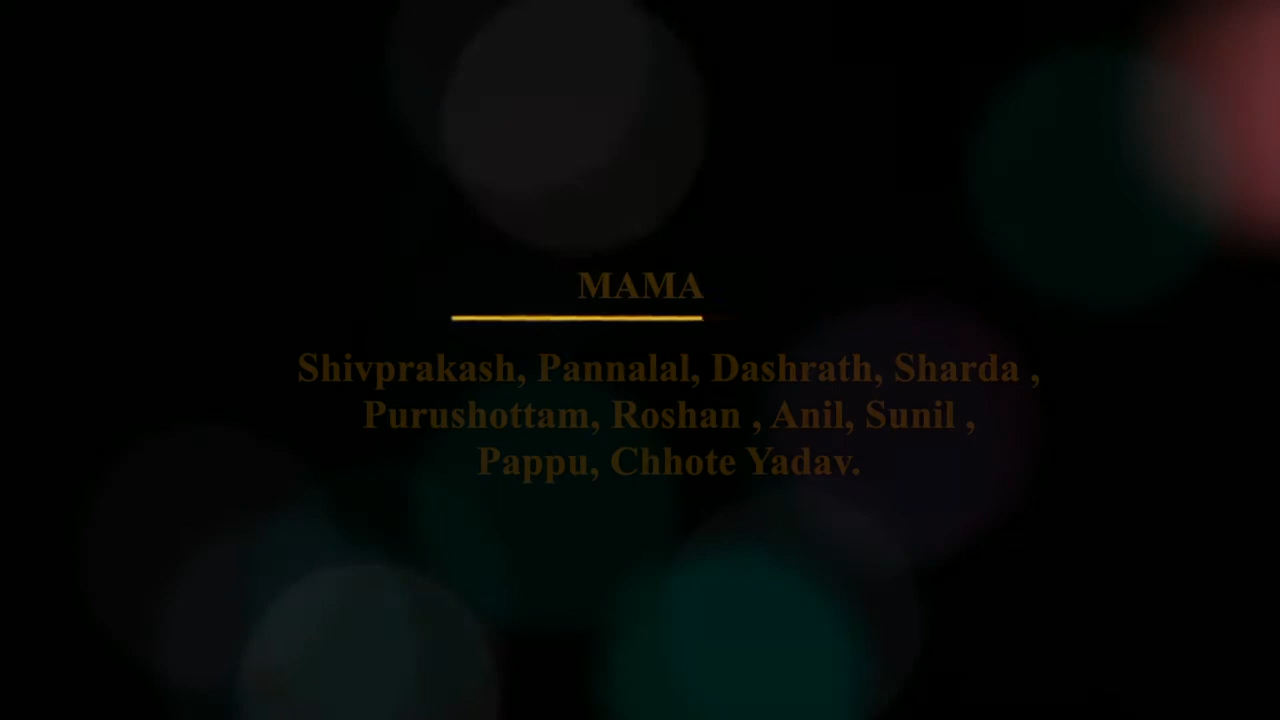 MAMA
Shivprakash, Pannalal, Dashrath, Sharda ,
Purushottam, Roshan , Anil, Sunil ,
Pappu, Chhote Yadav.